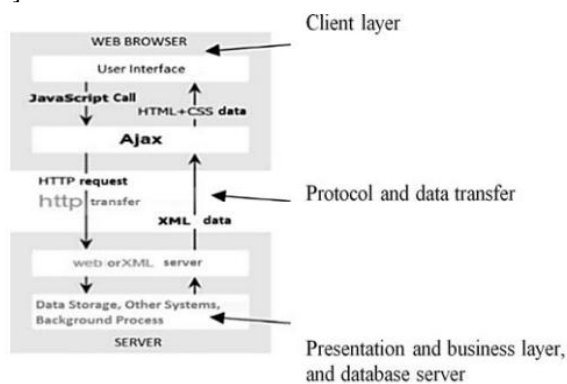 ]
Client layer
WEB BROWSER
User Interface
JavaScript Call
HTML+CSS data
Ajax
HTTP request
http transfer
Protocol and data transfer
XML data
web orXML server
Data Storage, Other Systems,
Background Process
SERVER
Presentation and business layer,
and database server